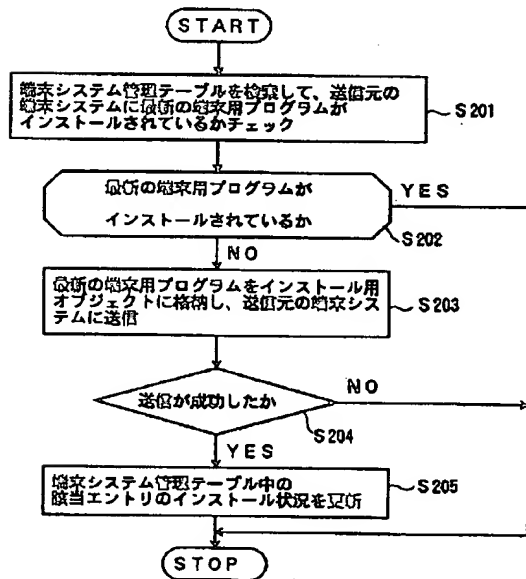 START
端末システム管理テーブルを検索して、送信元の
端末システムに最新の端末用プログラムが
インストールされているかチェック
S201
最新の端末用プログラムが
YES
インストールされているか
S202
NO
最新の端末用プログラムをインストール用
オブジェクトに格納し、送信元の端末シス
テムに送信
S203
送信が成功したか
NO
S204
YES
端末システム管理テーブル中の
該当エントリのインストール状況を更新
S205
STOP